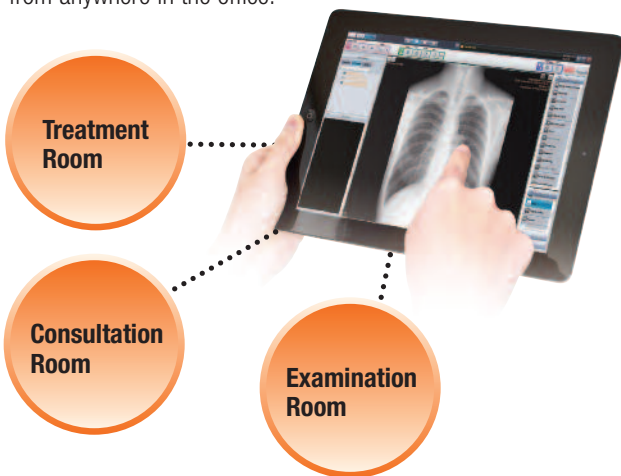 from anywhere in the office.
Treatment
Room
Consultation
Room
Examination
Room